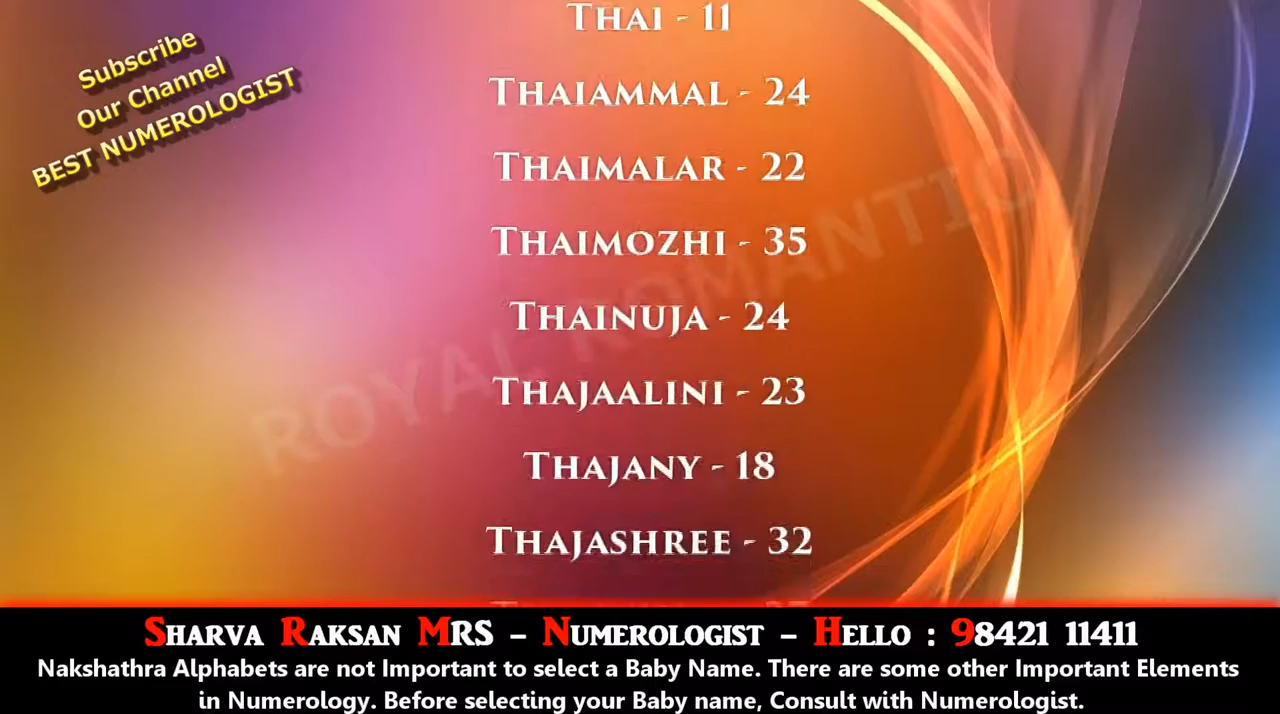 Subscribe
Our Channel
BEST NUMEROLOGIST
THAI - 11
THAIAMMAL - 24
THAIMALAR - 22
THAIMOZHI - 35
THAINUJA - 24
THAJAALINI - 23
THAJANY - 18
THAJASHREE - 32
ROYAL ROMANTIC
SHARVA RAKSAN MRS – NUMEROLOGIST – HELLO : 98421 11411
Nakshathra Alphabets are not Important to select a Baby Name. There are some other Important Elements
in Numerology. Before selecting your Baby name, Consult with Numerologist.